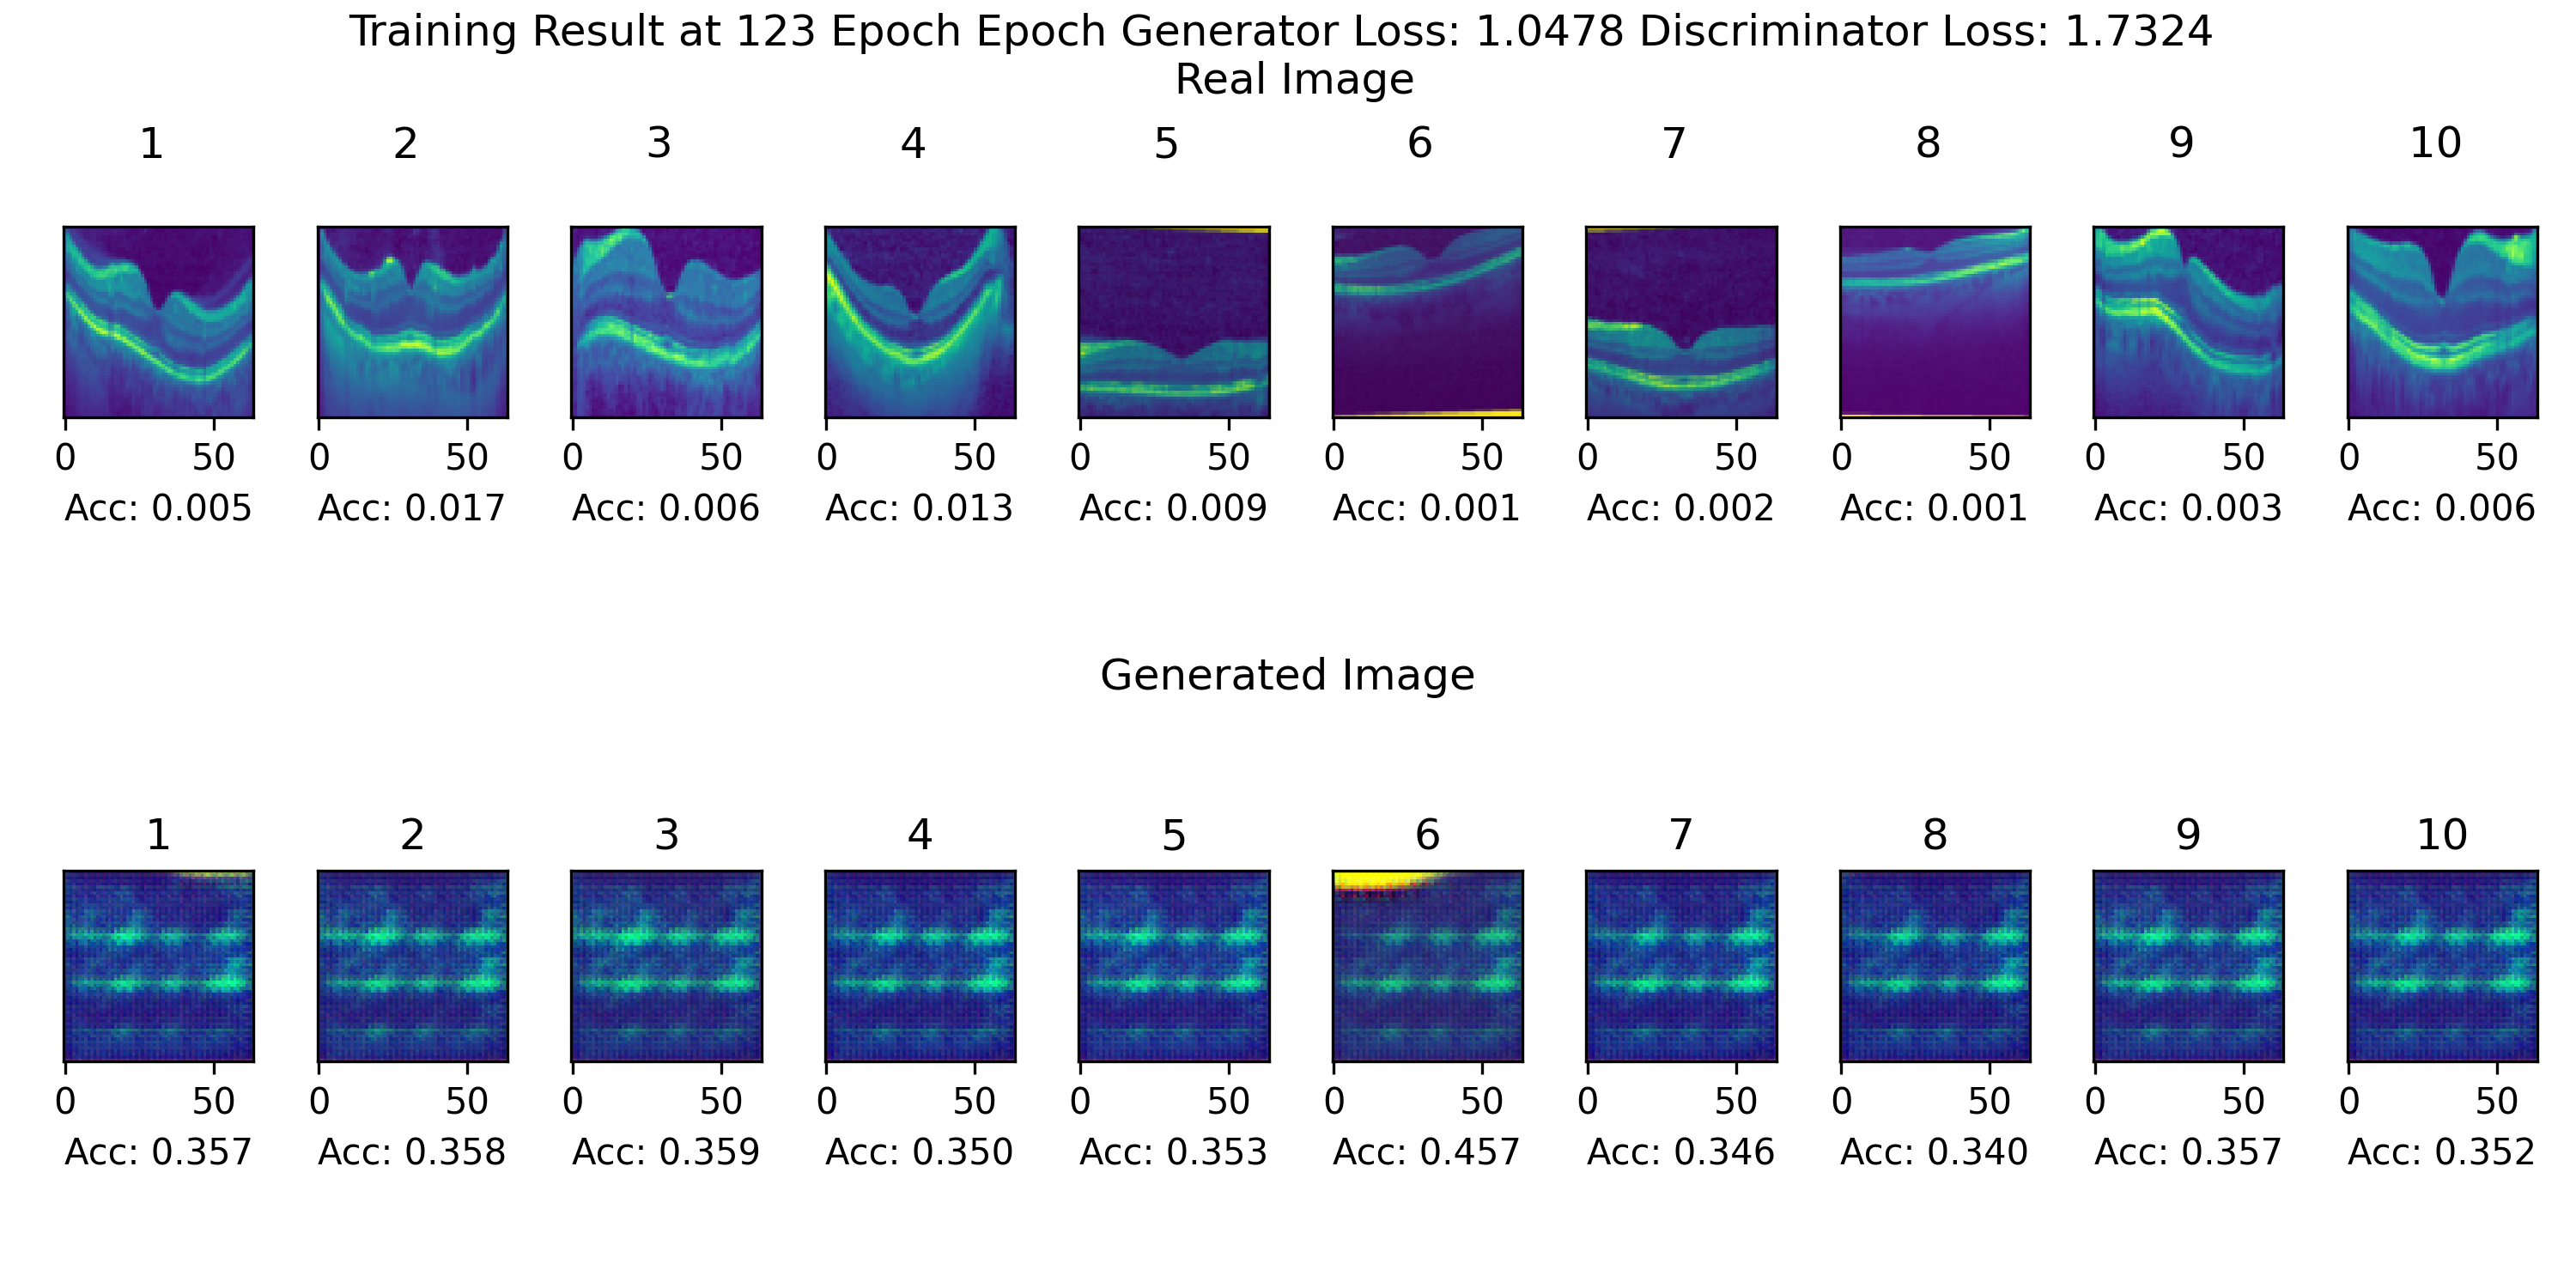 Training Result at 123 Epoch Epoch Generator Loss: 1.0478 Discriminator Loss: 1.7324
Real Image
1 2 3 4 5 6 7 8 9 10
0 50 0 50 0 50 0 50 0 50 0 50 0 50 0 50 0 50 0 50
Acc: 0.005 Acc: 0.017 Acc: 0.006 Acc: 0.013 Acc: 0.009 Acc: 0.001 Acc: 0.002 Acc: 0.001 Acc: 0.003 Acc: 0.006
Generated Image
1 2 3 4 5 6 7 8 9 10
0 50 0 50 0 50 0 50 0 50 0 50 0 50 0 50 0 50 0 50
Acc: 0.357 Acc: 0.358 Acc: 0.359 Acc: 0.350 Acc: 0.353 Acc: 0.457 Acc: 0.346 Acc: 0.340 Acc: 0.357 Acc: 0.352